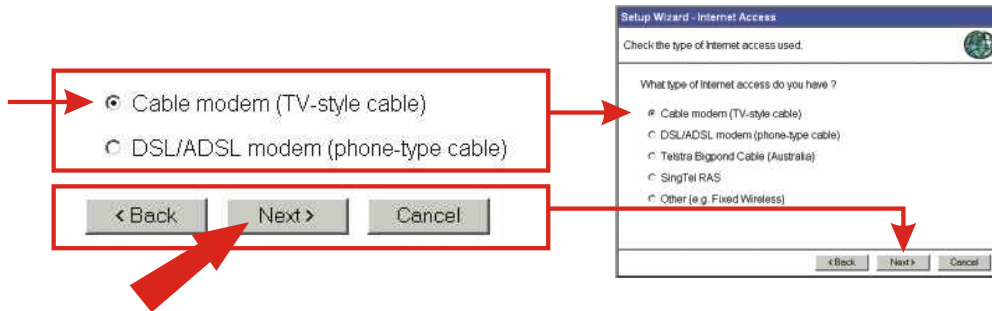 Cable modem (TV-style cable)
DSL/ADSL modem (phone-type cable)
< Back Next > Cancel
Setup Wizard - Internet Access
Check the type of Internet access used.
What type of Internet access do you have ?
Cable modem (TV-style cable)
DSL/ADSL modem (phone-type cable)
Telstra Bigpond Cable (Australia)
SingTel RAS
Other (e.g. Fixed Wireless)
< Back Next > Cancel